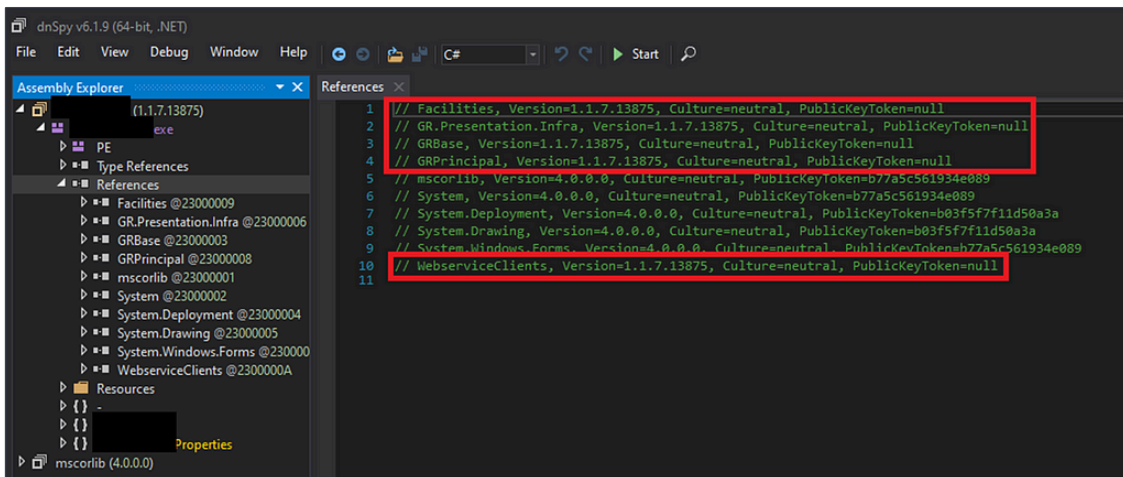 dnSpy v6.1.9 (64-bit, .NET)
File Edit View Debug Window Help C# Start
Assembly Explorer
References
(1.1.7.13875)
exe
PE
Type References
References
Facilities @23000009
GR.Presentation.Infra @23000006
GRBase @23000003
GRPrincipal @23000008
mscorlib @23000001
System @23000002
System.Deployment @23000004
System.Drawing @23000005
System.Windows.Forms @230000
WebserviceClients @2300000A
Resources
{ } -
{ }
{ } Properties
mscorlib (4.0.0.0)
1 // Facilities, Version=1.1.7.13875, Culture=neutral, PublicKeyToken=null
2 // GR.Presentation.Infra, Version=1.1.7.13875, Culture=neutral, PublicKeyToken=null
3 // GRBase, Version=1.1.7.13875, Culture=neutral, PublicKeyToken=null
4 // GRPrincipal, Version=1.1.7.13875, Culture=neutral, PublicKeyToken=null
5 // mscorlib, Version=4.0.0.0, Culture=neutral, PublicKeyToken=b77a5c561934e089
6 // System, Version=4.0.0.0, Culture=neutral, PublicKeyToken=b77a5c561934e089
7 // System.Deployment, Version=4.0.0.0, Culture=neutral, PublicKeyToken=b03f5f7f11d50a3a
8 // System.Drawing, Version=4.0.0.0, Culture=neutral, PublicKeyToken=b03f5f7f11d50a3a
9 // System.Windows.Forms, Version=4.0.0.0, Culture=neutral, PublicKeyToken=b77a5c561934e089
10 // WebserviceClients, Version=1.1.7.13875, Culture=neutral, PublicKeyToken=null
11